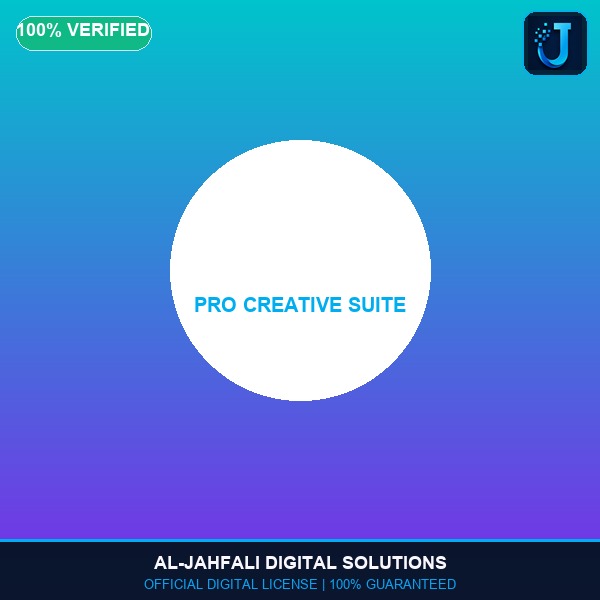 100% VERIFIED
J
PRO CREATIVE SUITE
AL-JAHFALI DIGITAL SOLUTIONS
OFFICIAL DIGITAL LICENSE | 100% GUARANTEED